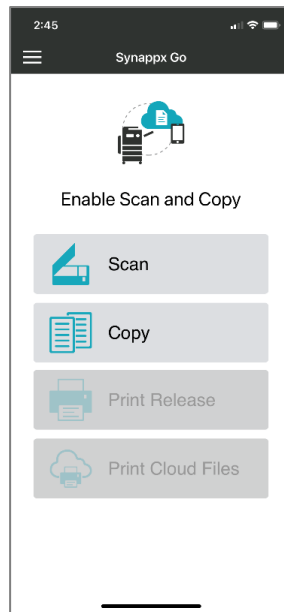 2:45
Synappx Go
Enable Scan and Copy
Scan
Copy
Print Release
Print Cloud Files